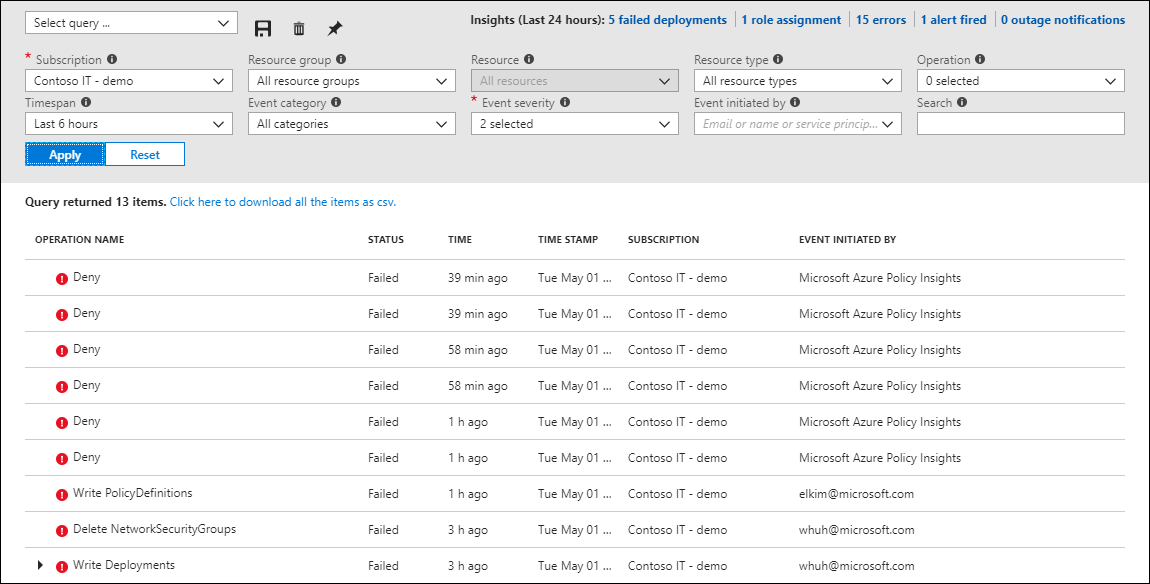 Select query ...
Insights (Last 24 hours): 5 failed deployments 1 role assignment 15 errors 1 alert fired 0 outage notifications
* Subscription Resource group Resource Resource type Operation
Contoso IT - demo All resource groups All resources All resource types 0 selected
Timespan Event category * Event severity Event initiated by Search
Last 6 hours All categories 2 selected Email or name or service princip...
Apply Reset
Query returned 13 items. Click here to download all the items as csv.
OPERATION NAME STATUS TIME TIME STAMP SUBSCRIPTION EVENT INITIATED BY
Deny Failed 39 min ago Tue May 01 ... Contoso IT - demo Microsoft Azure Policy Insights
Deny Failed 39 min ago Tue May 01 ... Contoso IT - demo Microsoft Azure Policy Insights
Deny Failed 58 min ago Tue May 01 ... Contoso IT - demo Microsoft Azure Policy Insights
Deny Failed 58 min ago Tue May 01 ... Contoso IT - demo Microsoft Azure Policy Insights
Deny Failed 1 h ago Tue May 01 ... Contoso IT - demo Microsoft Azure Policy Insights
Deny Failed 1 h ago Tue May 01 ... Contoso IT - demo Microsoft Azure Policy Insights
Write PolicyDefinitions Failed 1 h ago Tue May 01 ... Contoso IT - demo elkim@microsoft.com
Delete NetworkSecurityGroups Failed 3 h ago Tue May 01 ... Contoso IT - demo whuh@microsoft.com
Write Deployments Failed 3 h ago Tue May 01 ... Contoso IT - demo whuh@microsoft.com